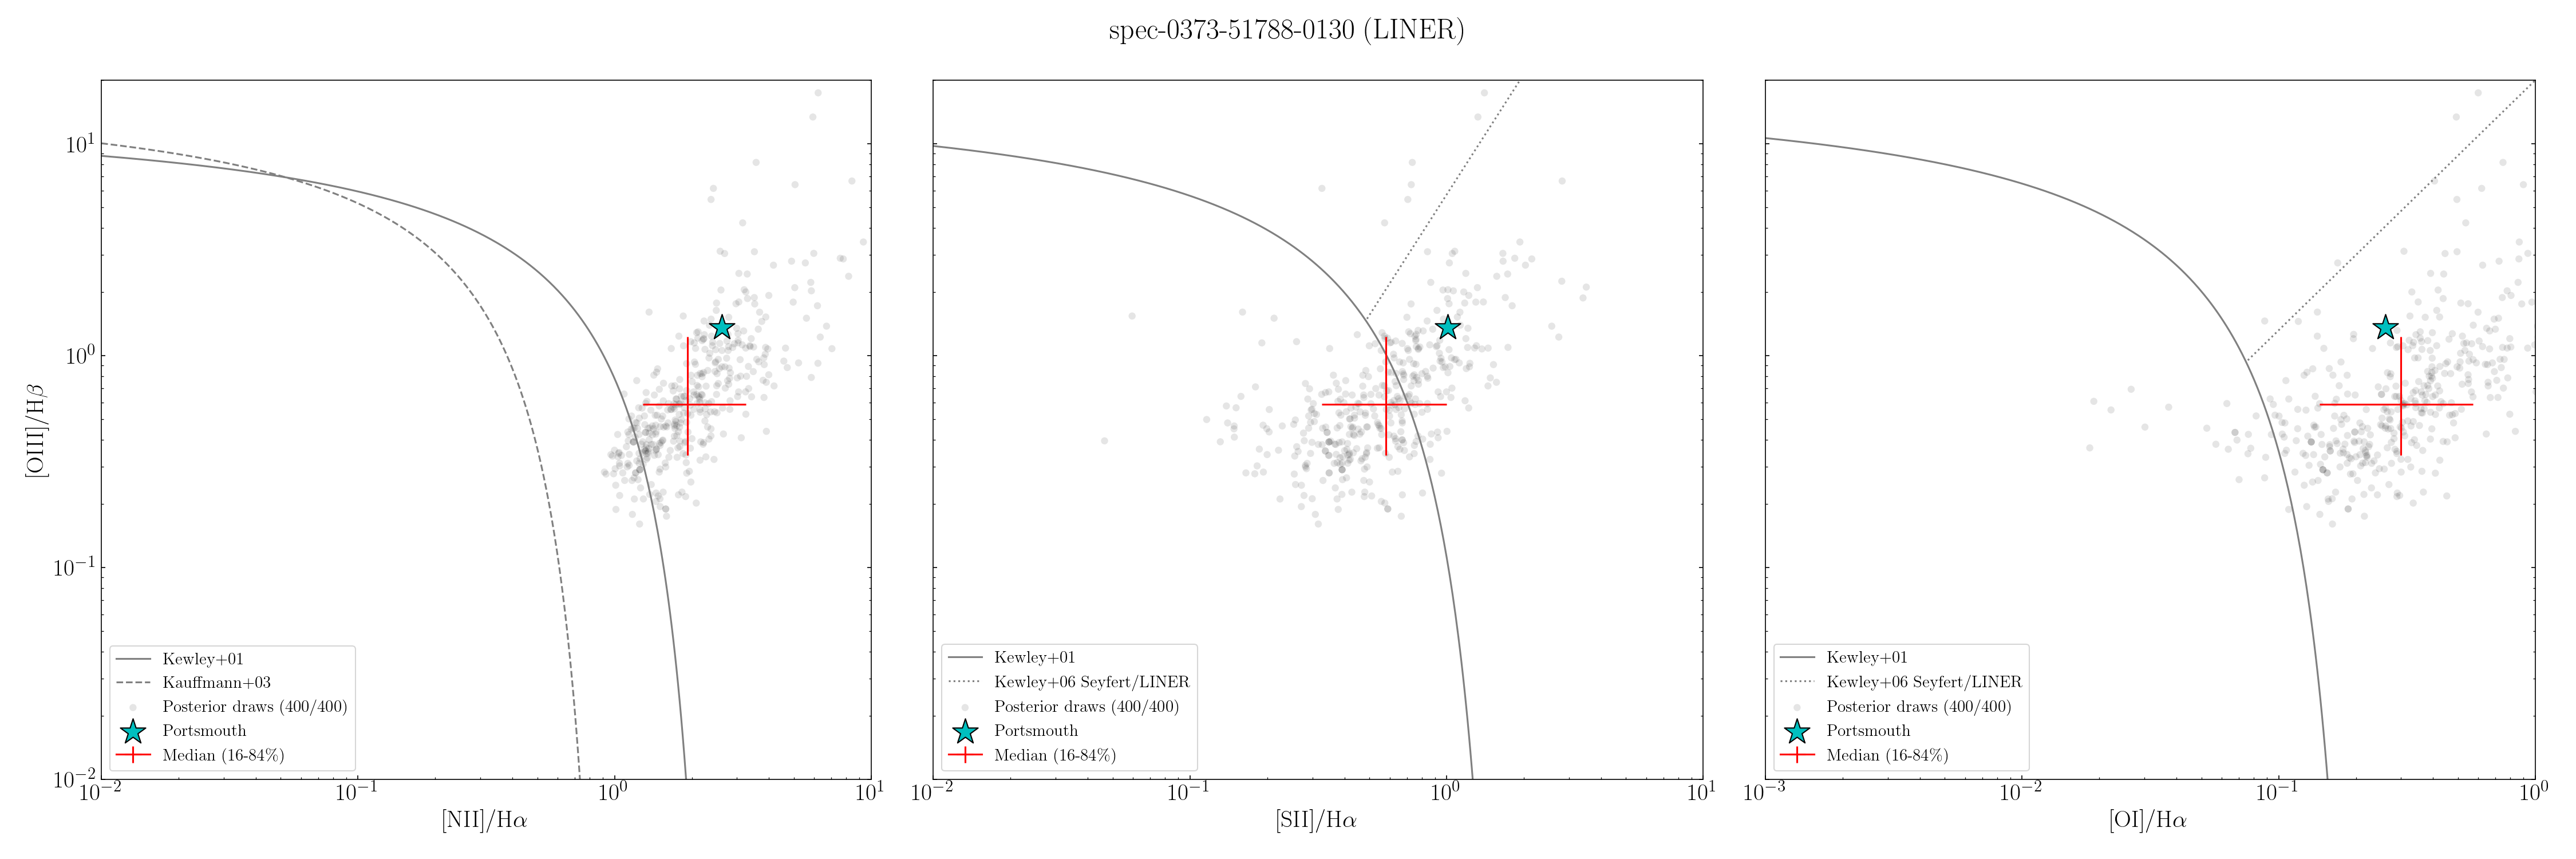 spec-0373-51788-0130 (LINER)
[OIII]/Hβ
10^1
10^0
10^-1
10^-2
Kewley+01
Kauffmann+03
Posterior draws (400/400)
Portsmouth
Median (16-84%)
10^-2 10^-1 10^0 10^1
[NII]/Hα
Kewley+01
Kewley+06 Seyfert/LINER
Posterior draws (400/400)
Portsmouth
Median (16-84%)
10^-2 10^-1 10^0 10^1
[SII]/Hα
Kewley+01
Kewley+06 Seyfert/LINER
Posterior draws (400/400)
Portsmouth
Median (16-84%)
10^-3 10^-2 10^-1 10^0
[OI]/Hα